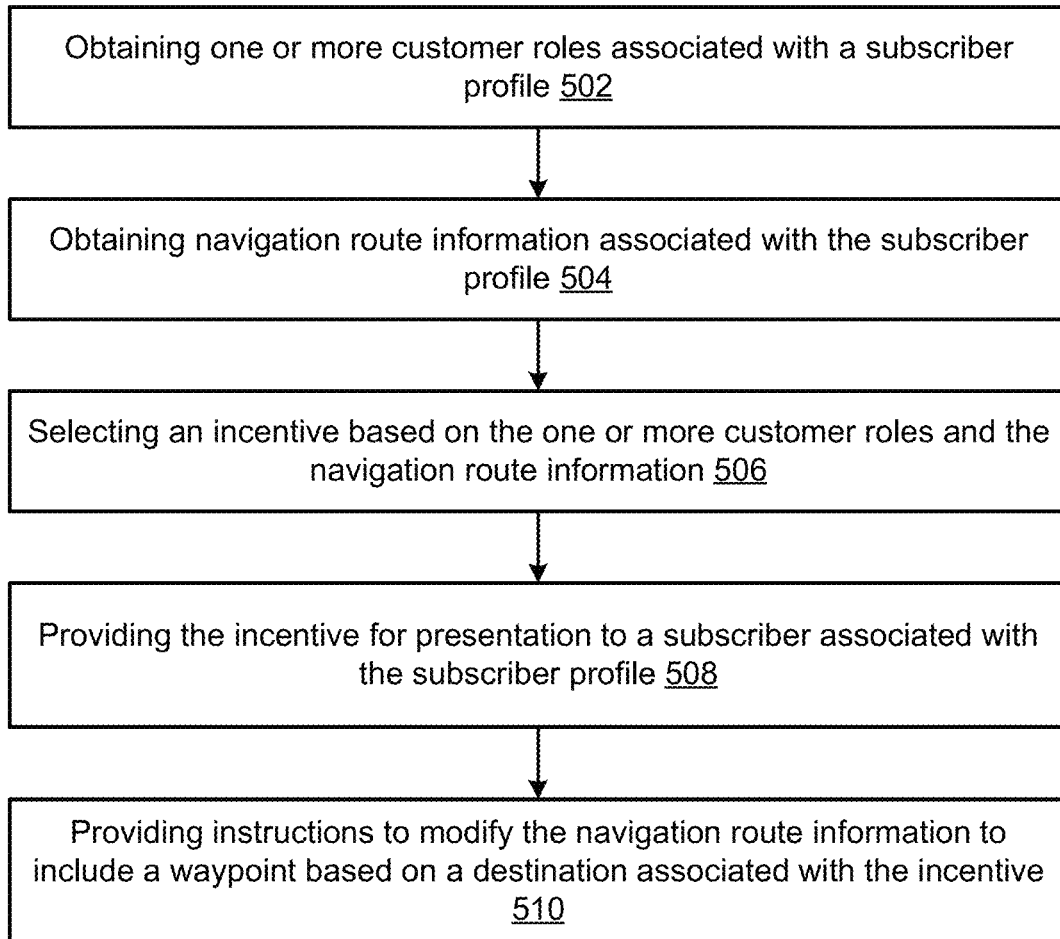 Obtaining one or more customer roles associated with a subscriber
profile 502
Obtaining navigation route information associated with the subscriber
profile 504
Selecting an incentive based on the one or more customer roles and the
navigation route information 506
Providing the incentive for presentation to a subscriber associated with
the subscriber profile 508
Providing instructions to modify the navigation route information to
include a waypoint based on a destination associated with the incentive
510